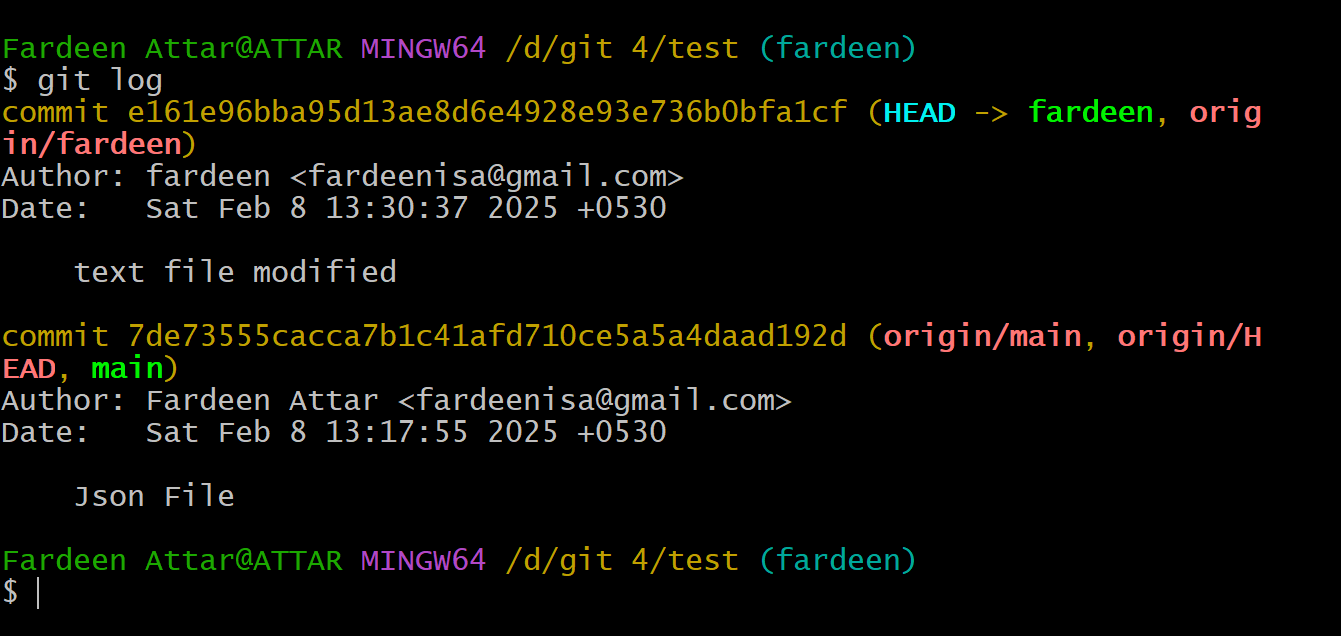 Fardeen Attar@ATTAR MINGW64 /d/git 4/test (fardeen)
$ git log
commit e161e96bba95d13ae8d6e4928e93e736b0bfa1cf (HEAD -> fardeen, orig
in/fardeen)
Author: fardeen <fardeenisa@gmail.com>
Date:   Sat Feb 8 13:30:37 2025 +0530
    text file modified
commit 7de73555cacca7b1c41afd710ce5a5a4daad192d (origin/main, origin/H
EAD, main)
Author: Fardeen Attar <fardeenisa@gmail.com>
Date:   Sat Feb 8 13:17:55 2025 +0530
    Json File
Fardeen Attar@ATTAR MINGW64 /d/git 4/test (fardeen)
$